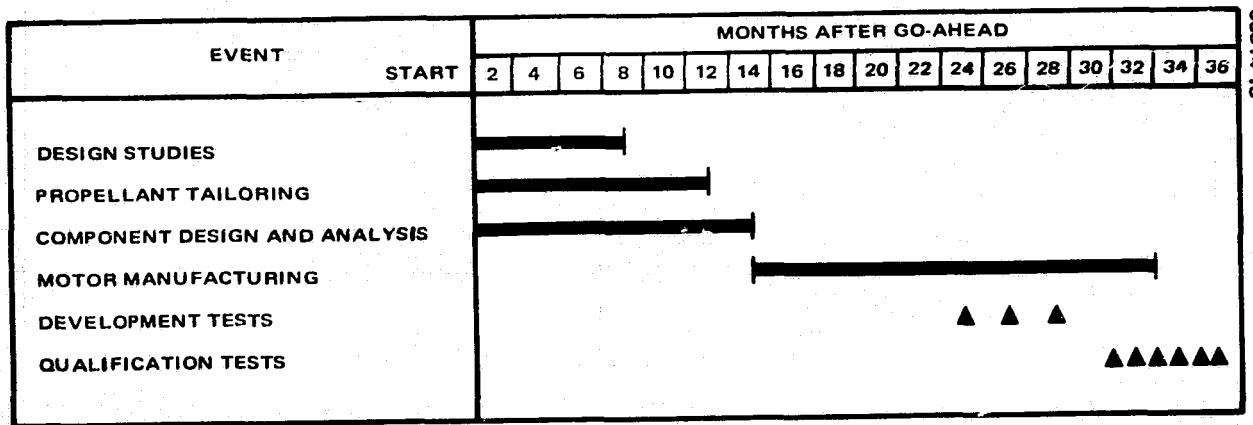 MONTHS AFTER GO-AHEAD
EVENT
START 2 4 6 8 10 12 14 16 18 20 22 24 26 28 30 32 34 36
DESIGN STUDIES
PROPELLANT TAILORING
COMPONENT DESIGN AND ANALYSIS
MOTOR MANUFACTURING
DEVELOPMENT TESTS
QUALIFICATION TESTS